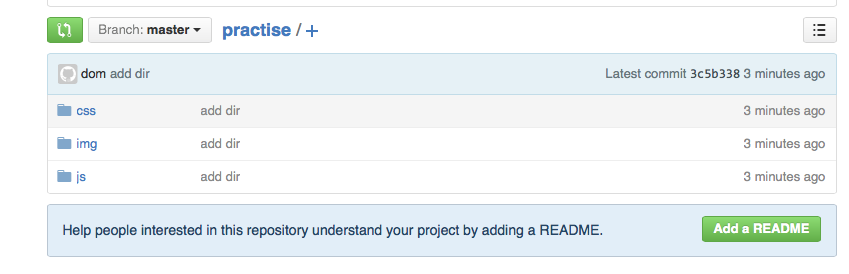 Branch: master practise / +
dom add dir Latest commit 3c5b338 3 minutes ago
css add dir 3 minutes ago
img add dir 3 minutes ago
js add dir 3 minutes ago
Help people interested in this repository understand your project by adding a README. Add a README